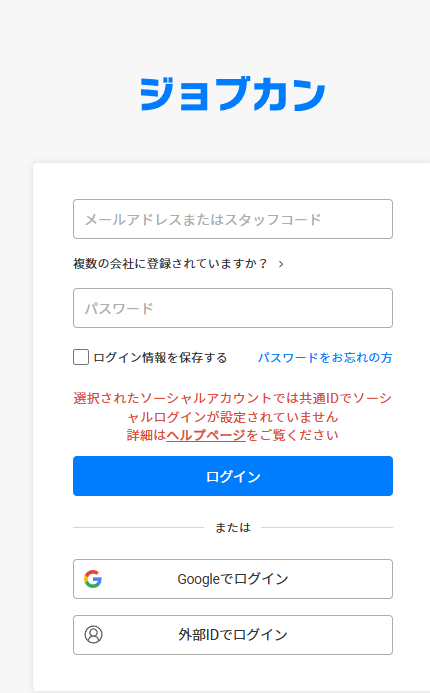 ジョブカン
メールアドレスまたはスタッフコード
複数の会社に登録されていますか？ >
パスワード
ログイン情報を保存する パスワードをお忘れの方
選択されたソーシャルアカウントでは共通IDでソーシ
ャルログインが設定されていません
詳細はヘルプページをご覧ください
ログイン
または
Googleでログイン
外部IDでログイン